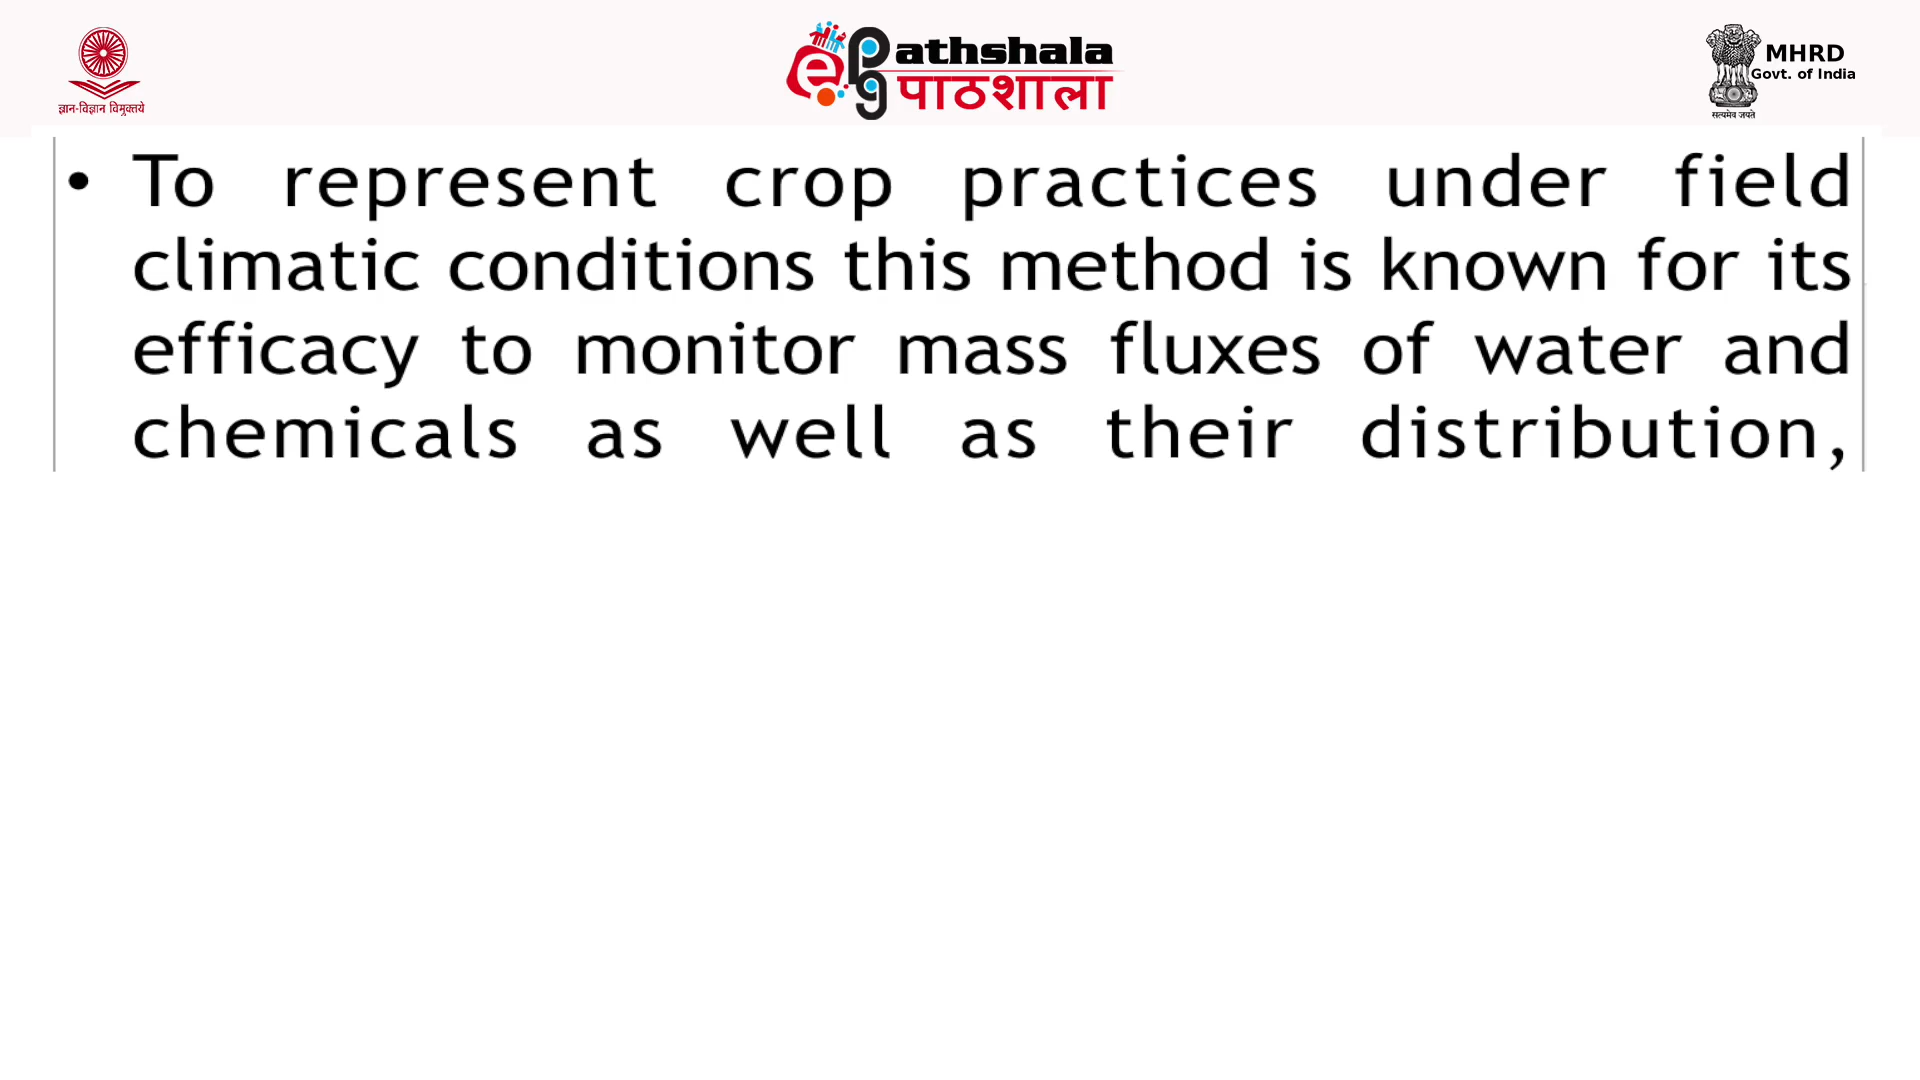 ज्ञान-विज्ञान विमुक्तये
epgathshala
पाठशाला
MHRD
Govt. of India
सत्यमेव जयते
• To represent crop practices under field
climatic conditions this method is known for its
efficacy to monitor mass fluxes of water and
chemicals as well as their distribution,